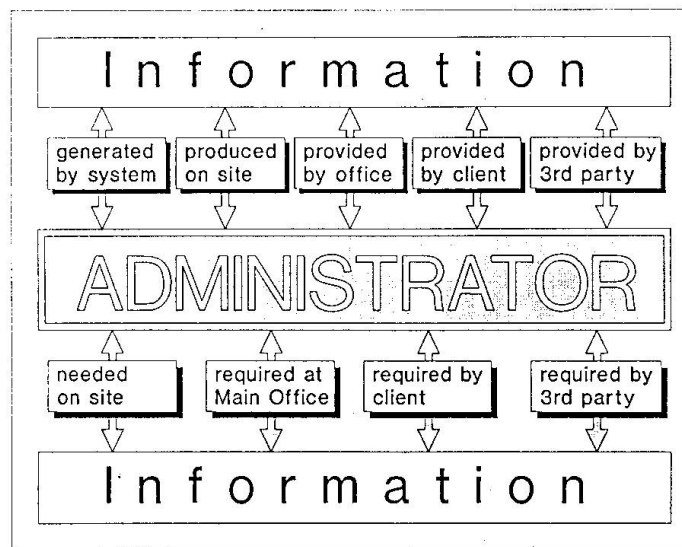 Information
generated
by system
produced
on site
provided
by office
provided
by client
provided by
3rd party
ADMINISTRATOR
needed
on site
required at
Main Office
required by
client
required by
3rd party
Information